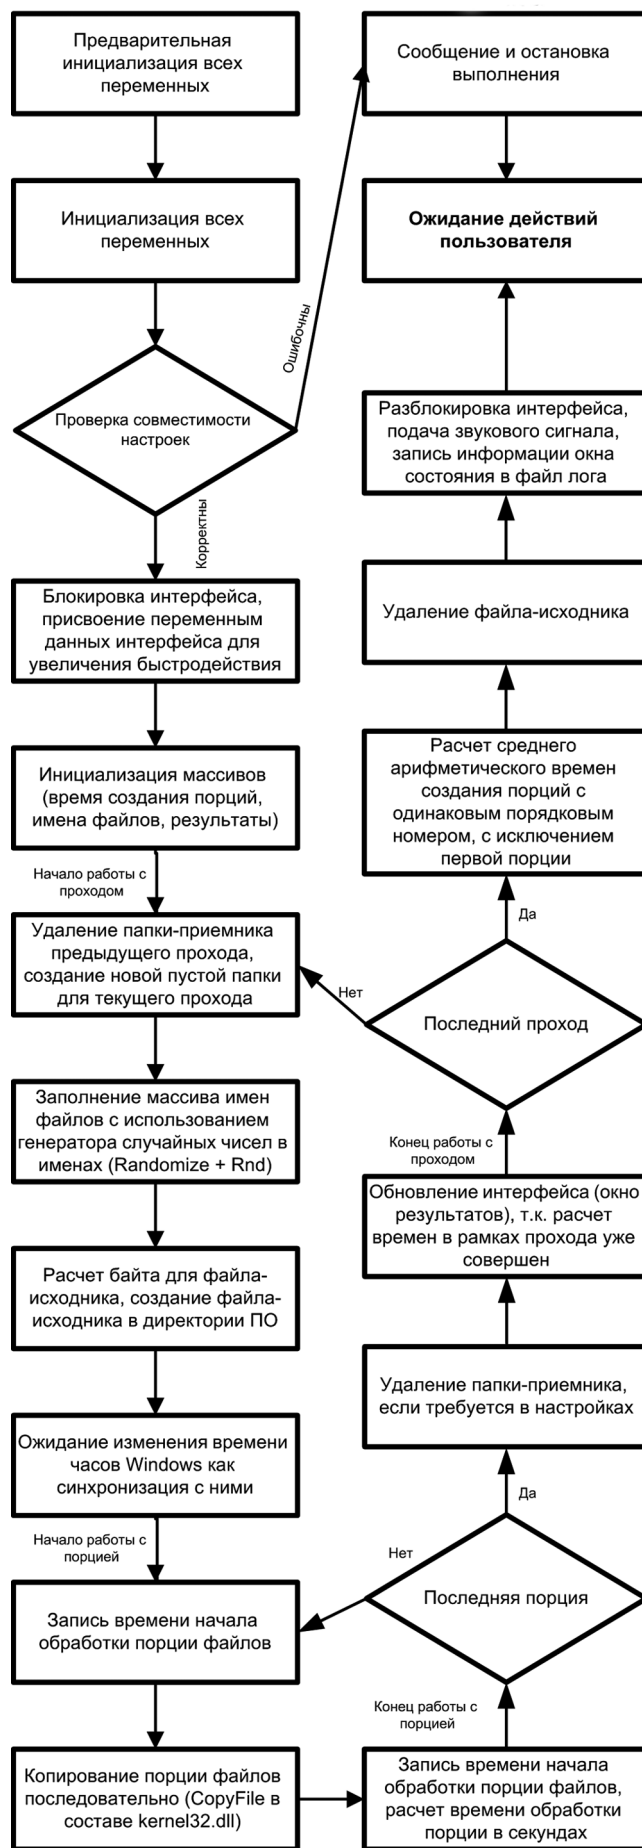 Предварительная
инициализация всех
переменных
Инициализация всех
переменных
Проверка совместимости
настроек
Ошибочны
Корректны
Блокировка интерфейса,
присвоение переменным
данных интерфейса для
увеличения быстродействия
Инициализация массивов
(время создания порций,
имена файлов, результаты)
Начало работы с
проходом
Удаление папки-приемника
предыдущего прохода,
создание новой пустой папки
для текущего прохода
Заполнение массива имен
файлов с использованием
генератора случайных чисел в
именах (Randomize + Rnd)
Расчет байта для файла-
исходника, создание файла-
исходника в директории ПО
Ожидание изменения времени
часов Windows как
синхронизация с ними
Начало работы с
порцией
Запись времени начала
обработки порции файлов
Копирование порции файлов
последовательно (CopyFile в
составе kernel32.dll)
Запись времени начала
обработки порции файлов,
расчет времени обработки
порции в секундах
Конец работы с
порцией
Последняя порция
Нет
Да
Удаление папки-приемника,
если требуется в настройках
Обновление интерфейса (окно
результатов), т.к. расчет
времен в рамках прохода уже
совершен
Конец работы с
проходом
Последний проход
Нет
Да
Расчет среднего
арифметического времен
создания порций с
одинаковым порядковым
номером, с исключением
первой порции
Удаление файла-исходника
Разблокировка интерфейса,
подача звукового сигнала,
запись информации окна
состояния в файл лога
Сообщение и остановка
выполнения
Ожидание действий
пользователя